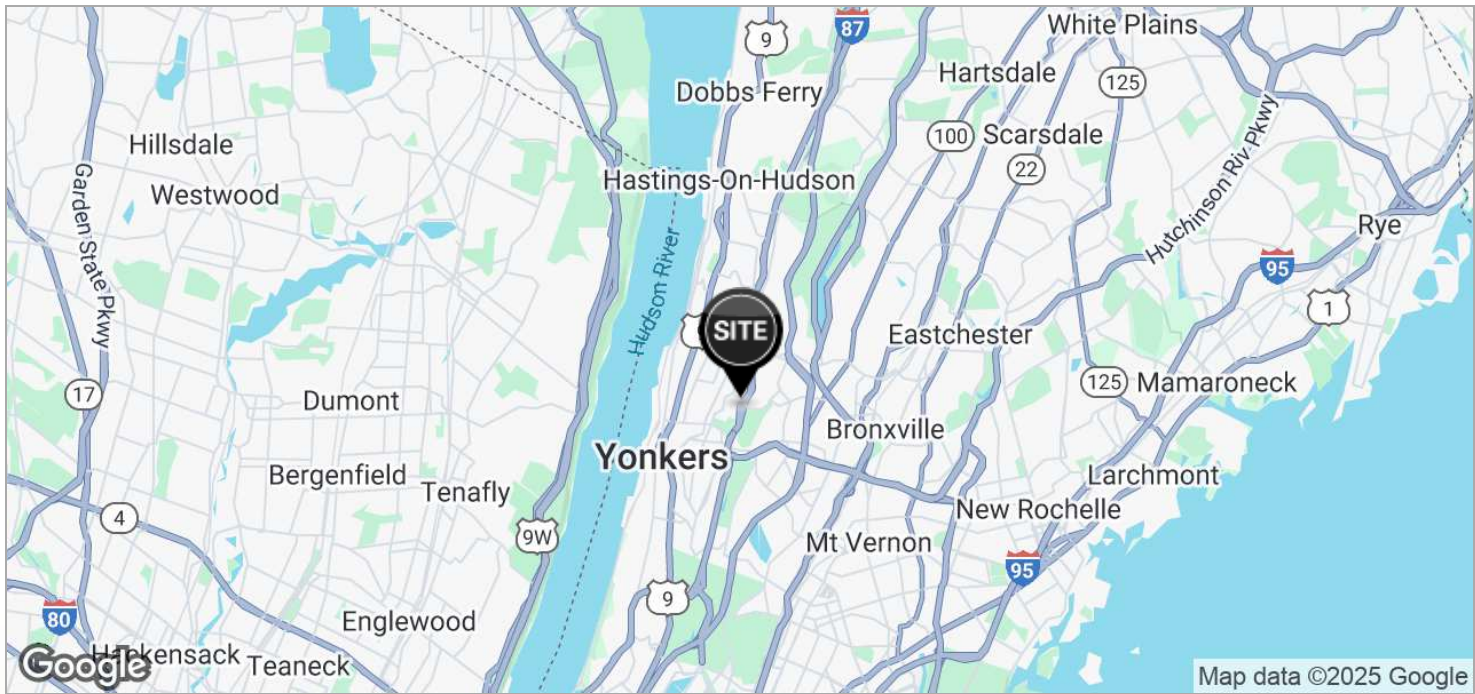 9
87
White Plains
125
Dobbs Ferry
Hartsdale
100
Scarsdale
22
Hillsdale
Westwood
Garden State Pkwy
Hastings-On-Hudson
Hutchinson Riv Pkwy
Rye
95
1
Hudson River
SITE
Eastchester
17
Dumont
125
Mamaroneck
Bronxville
Yonkers
Bergenfield
Tenafly
Larchmont
4
9W
New Rochelle
Mt Vernon
95
9
80
Englewood
Hackensack
Teaneck
Google
Map data ©2025 Google